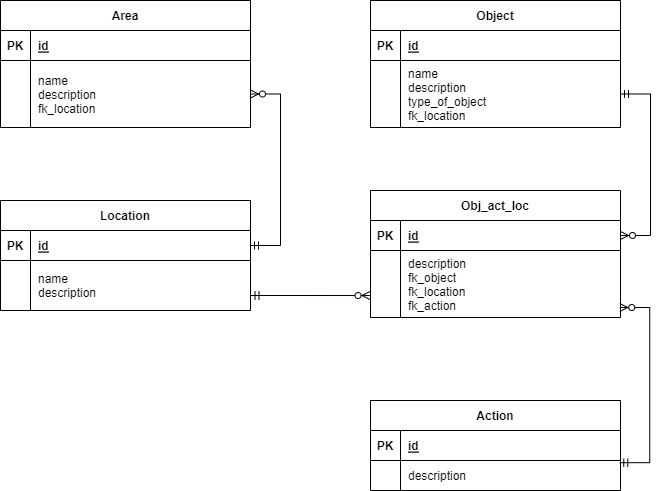 Area
PK id
name
description
fk_location
Object
PK id
name
description
type_of_object
fk_location
Location
PK id
name
description
Obj_act_loc
PK id
description
fk_object
fk_location
fk_action
Action
PK id
description